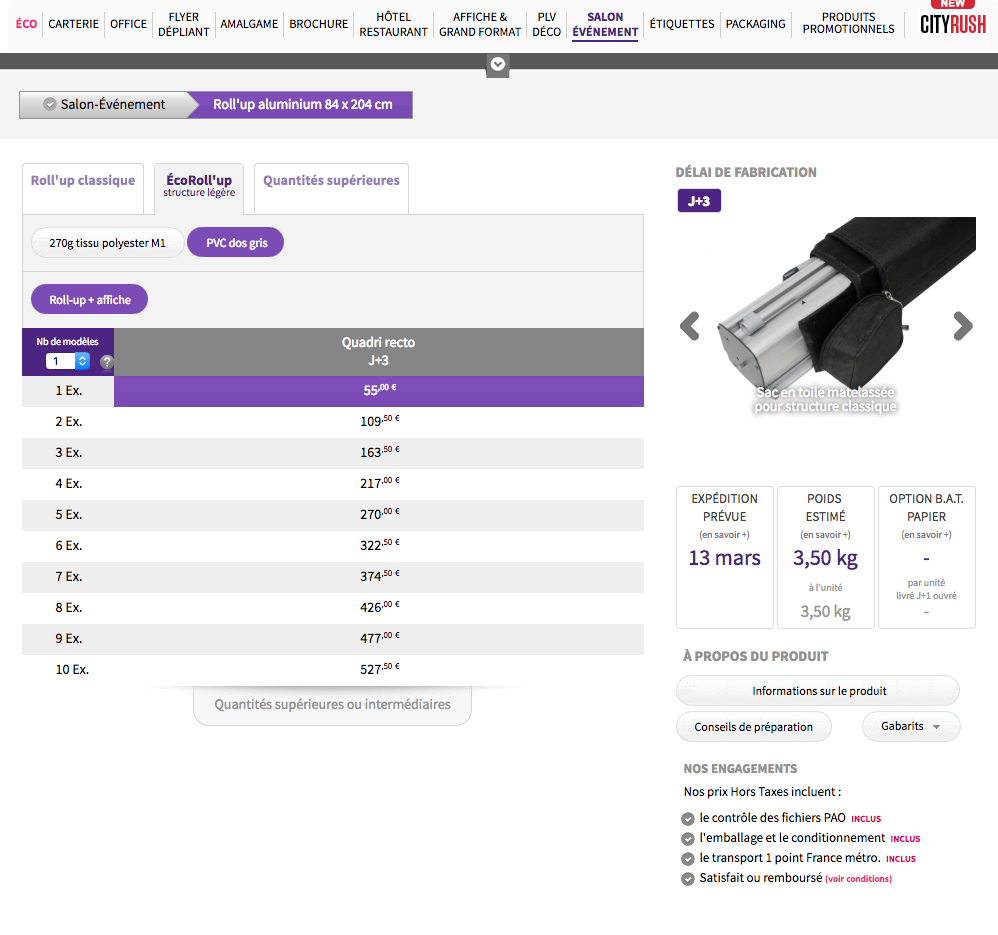 NEW
ÉCO
CARTERIE
OFFICE
FLYER
DÉPLIANT
AMALGAME
BROCHURE
HÔTEL
RESTAURANT
AFFICHE &
GRAND FORMAT
PLV
DÉCO
SALON
ÉVÉNEMENT
ÉTIQUETTES
PACKAGING
PRODUITS
PROMOTIONNELS
CITYRUSH
Salon-Événement
Roll'up aluminium 84 x 204 cm
Roll'up classique
ÉcoRoll'up
structure légère
Quantités supérieures
270g tissu polyester M1
PVC dos gris
Roll-up + affiche
Nb de modèles
1
?
Quadri recto
J+3
1 Ex.
55,00 €
2 Ex.
109,50 €
3 Ex.
163,50 €
4 Ex.
217,00 €
5 Ex.
270,00 €
6 Ex.
322,50 €
7 Ex.
374,50 €
8 Ex.
426,00 €
9 Ex.
477,00 €
10 Ex.
527,50 €
Quantités supérieures ou intermédiaires
DÉLAI DE FABRICATION
J+3
Sac en toile matelassée
pour structure classique
EXPÉDITION
PRÉVUE
(en savoir +)
13 mars
POIDS
ESTIMÉ
(en savoir +)
3,50 kg
à l'unité
3,50 kg
OPTION B.A.T.
PAPIER
(en savoir +)
-
par unité
livré J+1 ouvré
-
À PROPOS DU PRODUIT
Informations sur le produit
Conseils de préparation
Gabarits
NOS ENGAGEMENTS
Nos prix Hors Taxes incluent :
le contrôle des fichiers PAO INCLUS
l'emballage et le conditionnement INCLUS
le transport 1 point France métro. INCLUS
Satisfait ou remboursé (voir conditions)